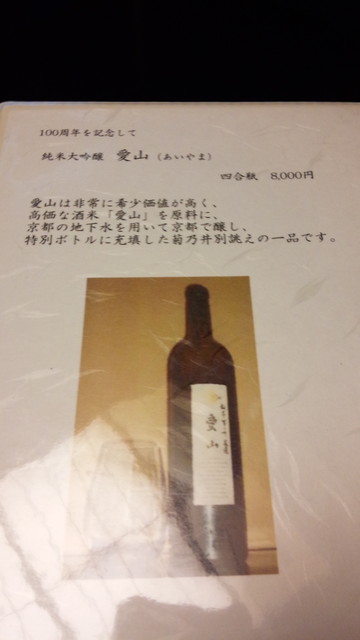 100周年を記念して
純米大吟醸 愛山（あいやま）
四合瓶 8,000円
愛山は非常に希少価値が高く、
高価な酒米「愛山」を原料に、
京都の地下水を用いて京都で醸し、
特別ボトルに充填した菊乃井別誂えの一品です。
愛山